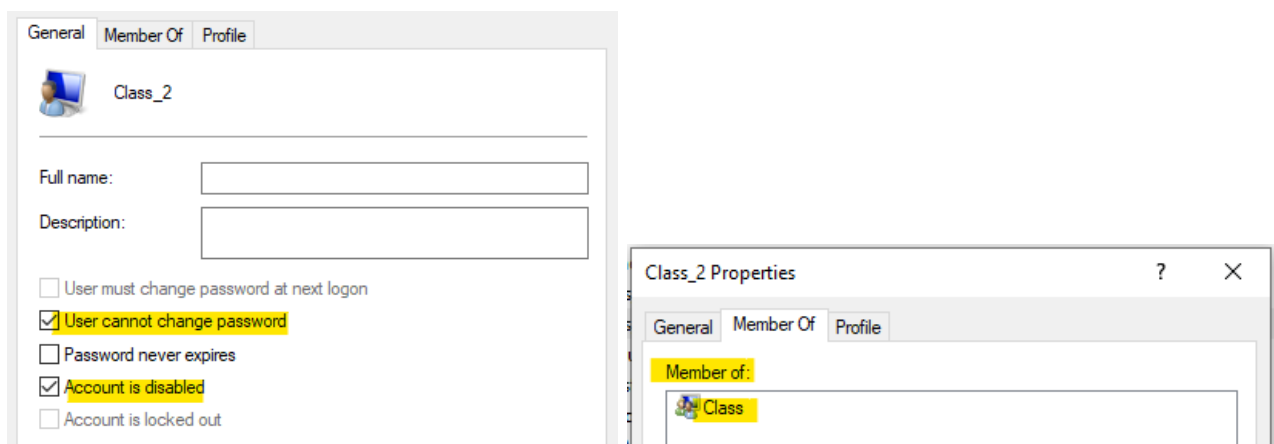 General Member Of Profile
Class_2
Full name:
Description:
User must change password at next logon
User cannot change password
Password never expires
Account is disabled
Account is locked out
Class_2 Properties ? X
General Member Of Profile
Member of:
Class